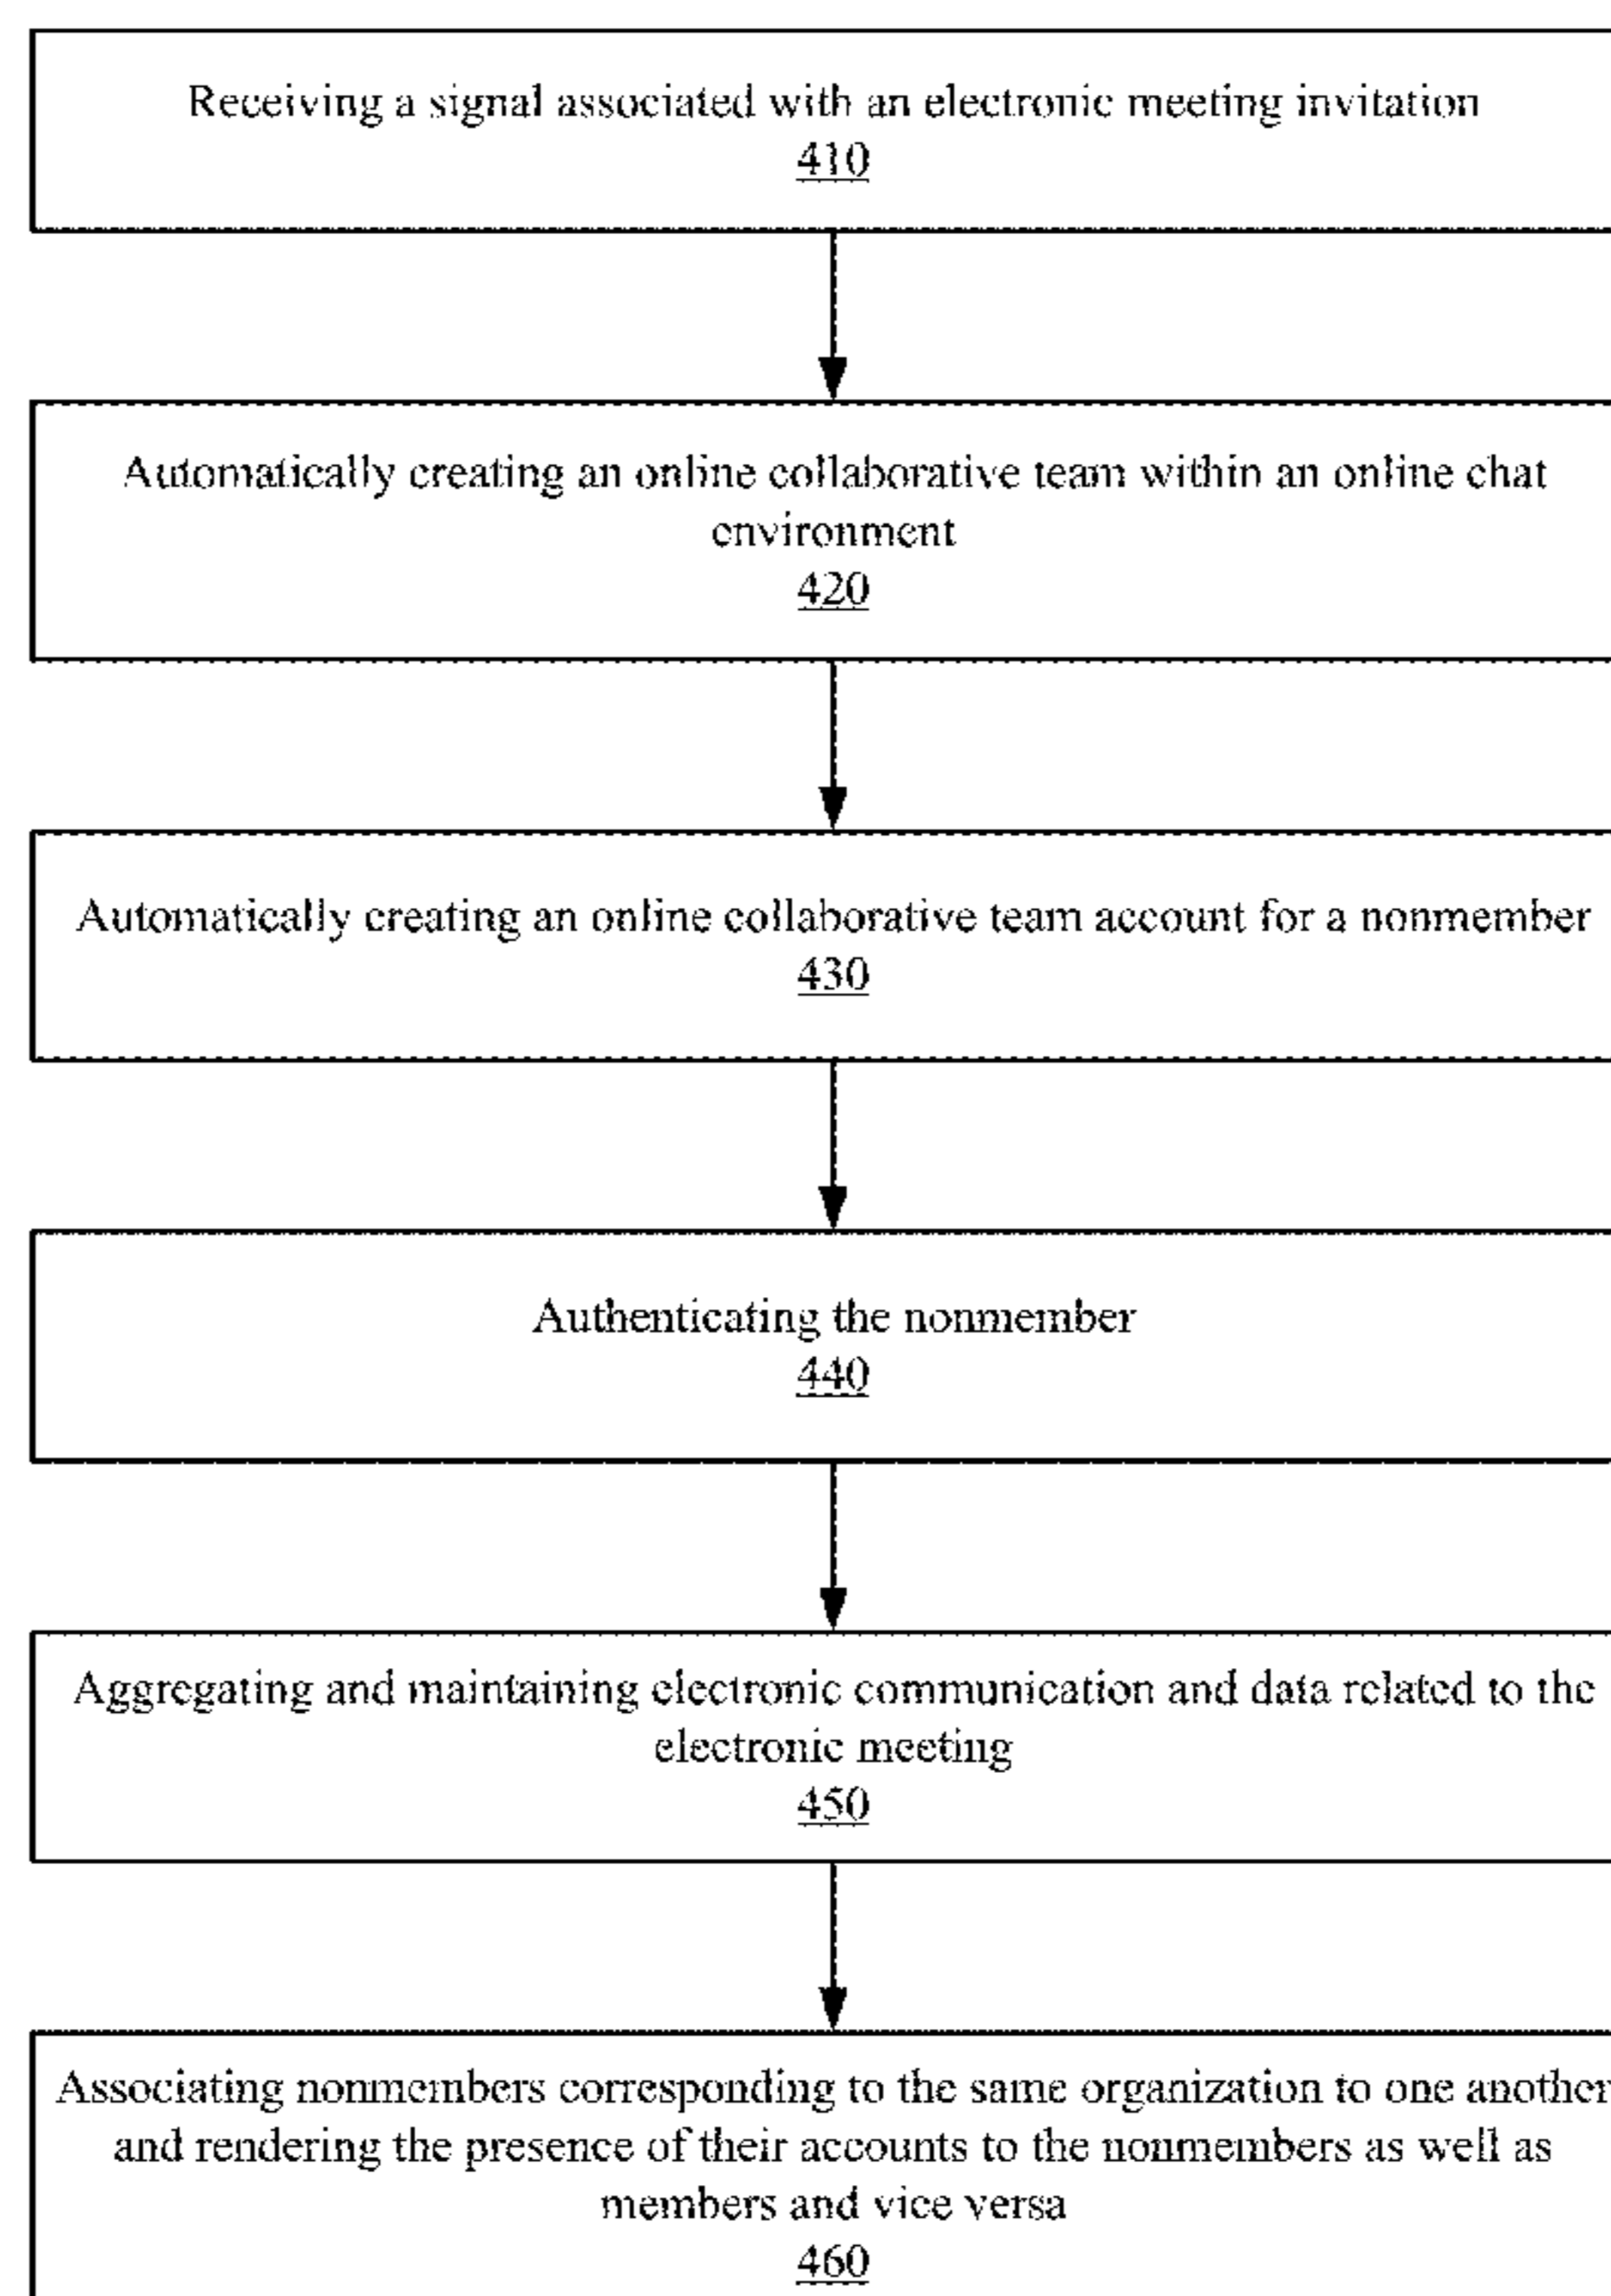 Receiving a signal associated with an electronic meeting invitation
410
Automatically creating an online collaborative team within an online chat
environment
420
Automatically creating an online collaborative team account for a nonmember
430
Authenticating the nonmember
440
Aggregating and maintaining electronic communication and data related to the
electronic meeting
450
Associating nonmembers corresponding to the same organization to one another
and rendering the presence of their accounts to the nonmembers as well as
members and vice versa
460